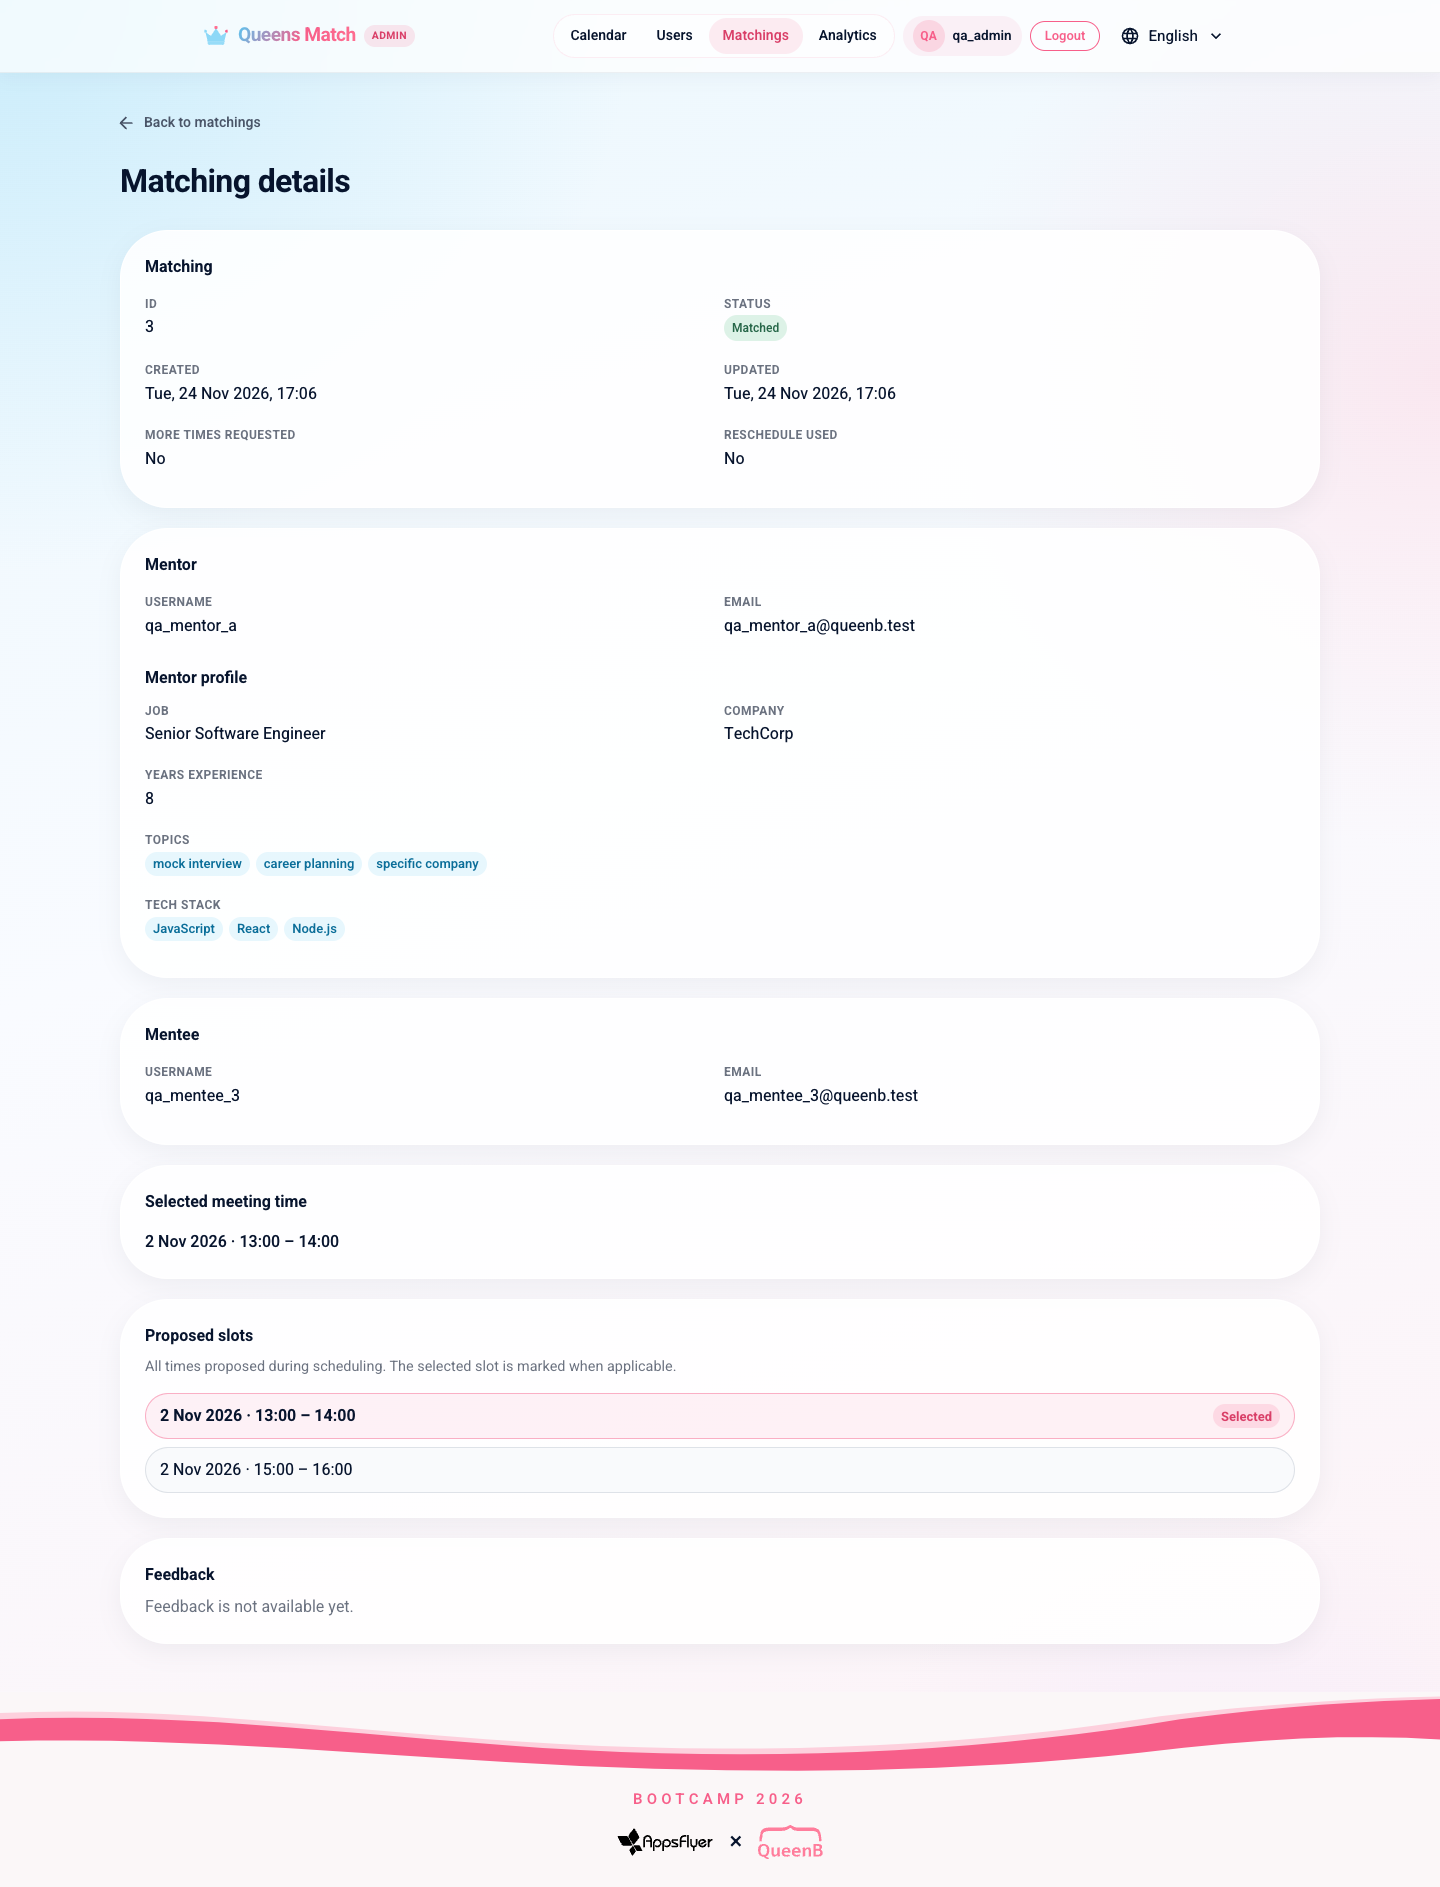 Queens Match ADMIN Calendar Users Matchings Analytics QA qa_admin Logout English
Back to matchings
Matching details
Matching
ID STATUS
3 Matched
CREATED UPDATED
Tue, 24 Nov 2026, 17:06 Tue, 24 Nov 2026, 17:06
MORE TIMES REQUESTED RESCHEDULE USED
No No
Mentor
USERNAME EMAIL
qa_mentor_a qa_mentor_a@queenb.test
Mentor profile
JOB COMPANY
Senior Software Engineer TechCorp
YEARS EXPERIENCE
8
TOPICS
mock interview career planning specific company
TECH STACK
JavaScript React Node.js
Mentee
USERNAME EMAIL
qa_mentee_3 qa_mentee_3@queenb.test
Selected meeting time
2 Nov 2026 · 13:00 – 14:00
Proposed slots
All times proposed during scheduling. The selected slot is marked when applicable.
2 Nov 2026 · 13:00 – 14:00 Selected
2 Nov 2026 · 15:00 – 16:00
Feedback
Feedback is not available yet.
BOOTCAMP 2026
AppsFlyer × QueenB